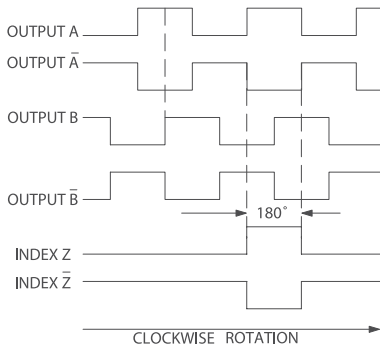 OUTPUT A
OUTPUT A̅
OUTPUT B
OUTPUT B̅
180°
INDEX Z
INDEX Z̅
CLOCKWISE ROTATION